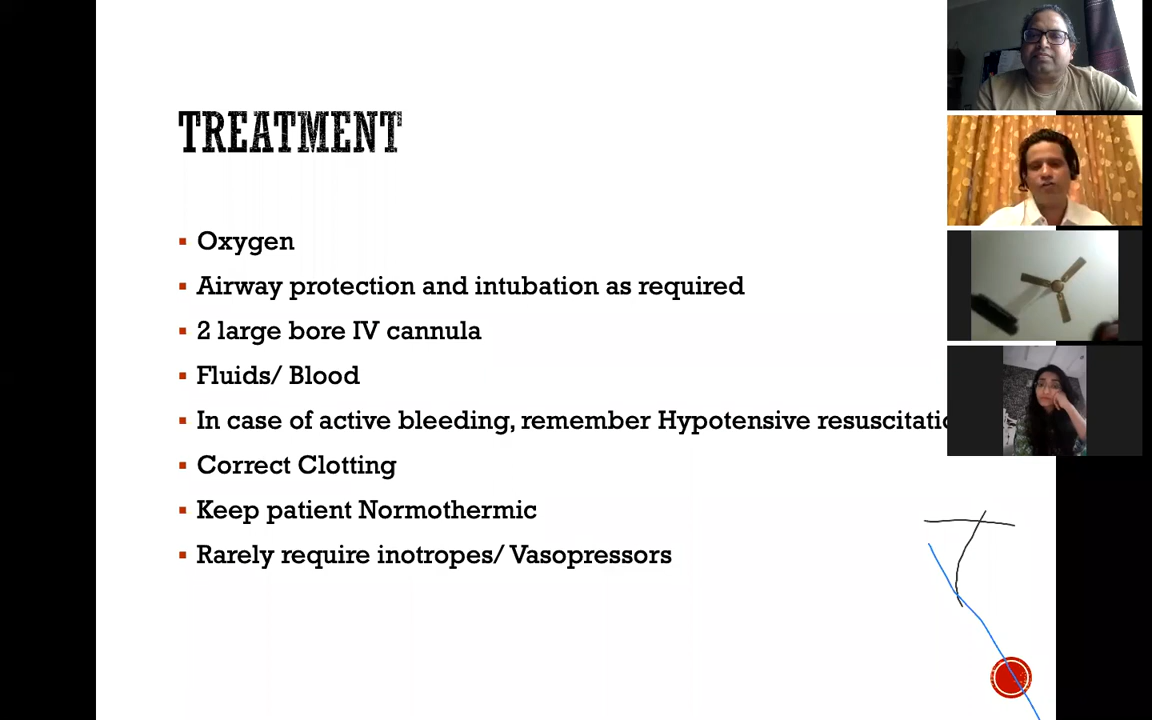 TREATMENT
Oxygen
Airway protection and intubation as required
2 large bore IV cannula
Fluids/ Blood
In case of active bleeding, remember Hypotensive resuscitatio
Correct Clotting
Keep patient Normothermic
Rarely require inotropes/ Vasopressors